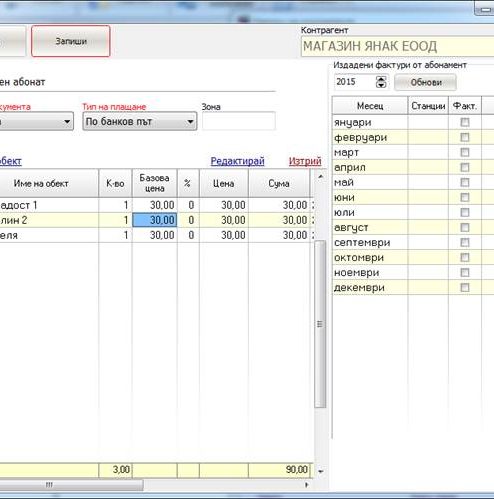 Запиши
Контрагент
МАГАЗИН ЯНАК ЕООД
Издадени фактури от абонамент
2015 Обнови
ен абонат
кумента Тип на плащане Зона
По банков път
обект Редактирай Изтрий
Име на обект К-во Базова цена % Цена Сума
адост 1 1 30,00 0 30,00 30,00
лин 2 1 30,00 0 30,00 30,00
еля 1 30,00 0 30,00 30,00
3,00 90,00
Месец Станции Факт.
януари
февруари
март
април
май
юни
юли
август
септември
октомври
ноември
декември